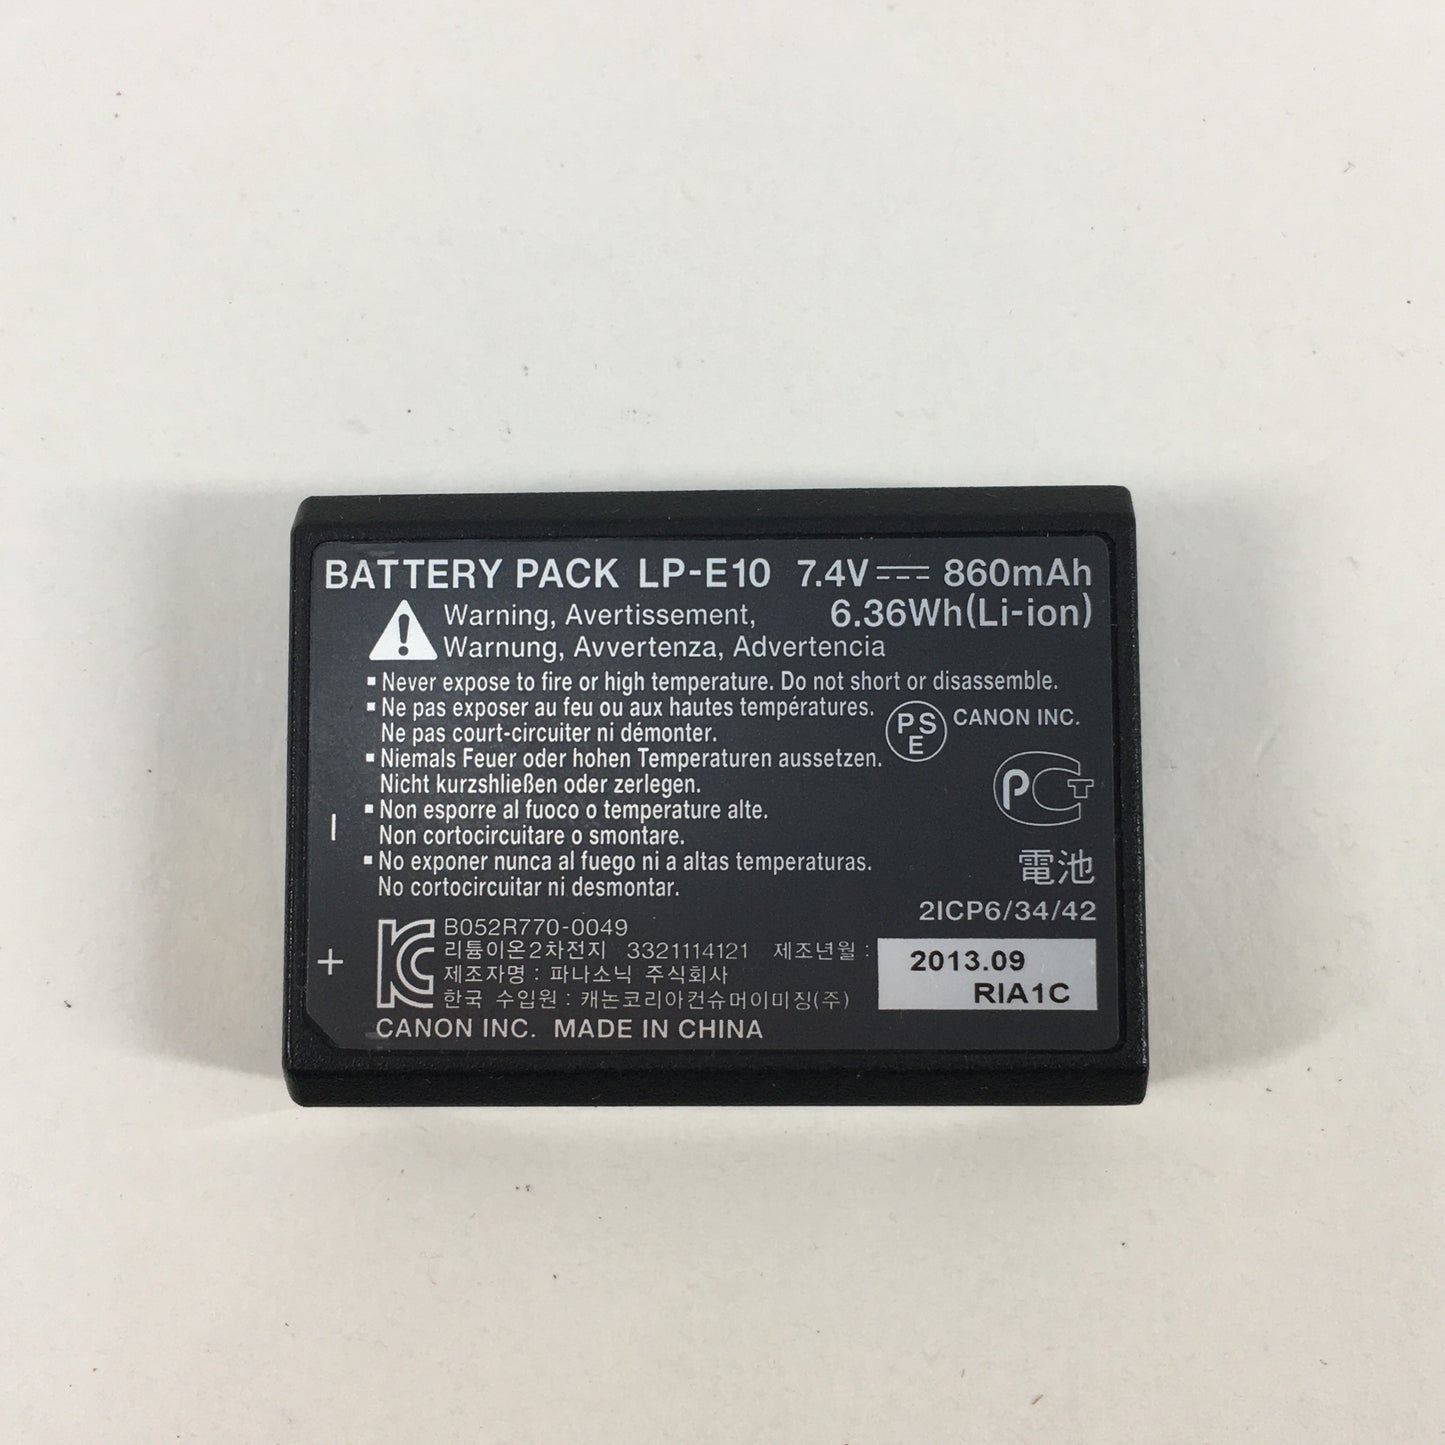 BATTERY PACK LP-E10 7.4V 860mAh
6.36Wh(Li-ion)
Warning, Avertissement,
Warnung, Avvertenza, Advertencia
▪ Never expose to fire or high temperature. Do not short or disassemble.
▪ Ne pas exposer au feu ou aux hautes températures.
Ne pas court-circuiter ni démonter.
▪ Niemals Feuer oder hohen Temperaturen aussetzen.
Nicht kurzshließen oder zerlegen.
▪ Non esporre al fuoco o temperature alte.
Non cortocircuitare o smontare.
▪ No exponer nunca al fuego ni a altas temperaturas.
No cortocircuitar ni desmontar.
PS
E
CANON INC.
PCT
電池
2ICP6/34/42
KC
B052R770-0049
리튬이온2차전지 3321114121 제조년월 :
제조자명 : 파나소닉 주식회사
한국 수입원 : 캐논코리아컨슈머이미징(주)
2013.09
RIA1C
CANON INC. MADE IN CHINA
–
+